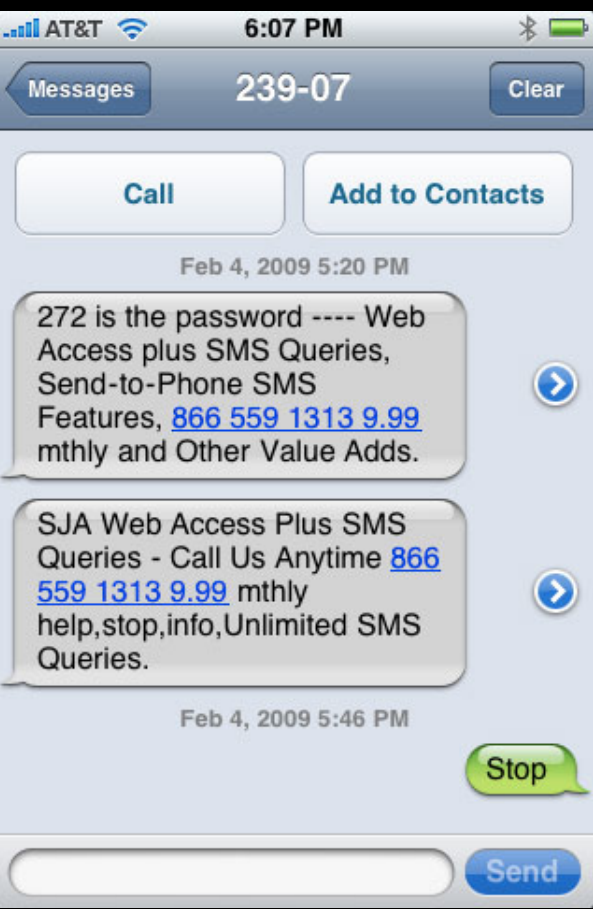 AT&T 6:07 PM
Messages 239-07 Clear
Call Add to Contacts
Feb 4, 2009 5:20 PM
272 is the password ---- Web
Access plus SMS Queries,
Send-to-Phone SMS
Features, 866 559 1313 9.99
mthly and Other Value Adds.
SJA Web Access Plus SMS
Queries - Call Us Anytime 866
559 1313 9.99 mthly
help,stop,info,Unlimited SMS
Queries.
Feb 4, 2009 5:46 PM
Stop
Send